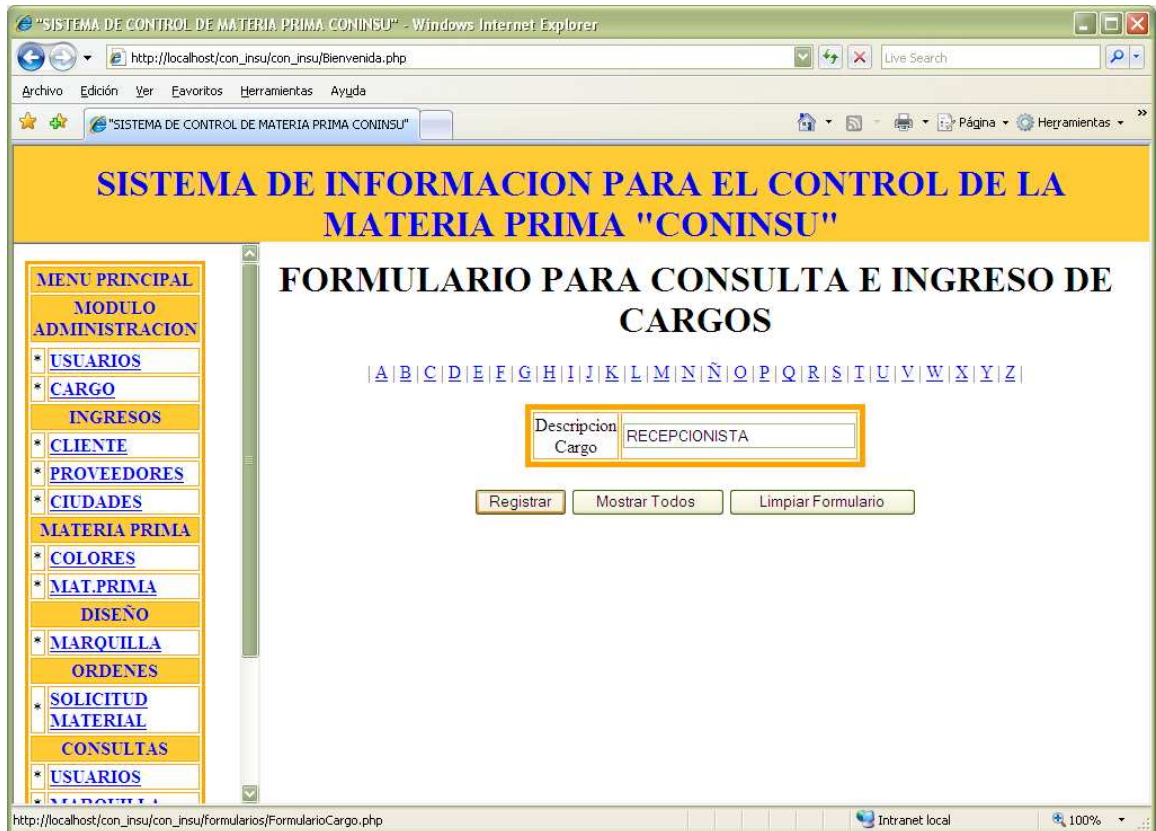 "SISTEMA DE CONTROL DE MATERIA PRIMA CONINSU" - Windows Internet Explorer
http://localhost/con_insu/con_insu/Bienvenida.php
Live Search
Archivo Edición Ver Favoritos Herramientas Ayuda
"SISTEMA DE CONTROL DE MATERIA PRIMA CONINSU"
Página Herramientas »
SISTEMA DE INFORMACION PARA EL CONTROL DE LA
MATERIA PRIMA "CONINSU"
MENU PRINCIPAL
MODULO
ADMINISTRACION
* USUARIOS
* CARGO
INGRESOS
* CLIENTE
* PROVEEDORES
* CIUDADES
MATERIA PRIMA
* COLORES
* MAT.PRIMA
DISEÑO
* MARQUILLA
ORDENES
* SOLICITUD
MATERIAL
CONSULTAS
* USUARIOS
* MARQUILLA
FORMULARIO PARA CONSULTA E INGRESO DE
CARGOS
| A | B | C | D | E | F | G | H | I | J | K | L | M | N | Ñ | O | P | Q | R | S | T | U | V | W | X | Y | Z |
Descripcion
Cargo
RECEPCIONISTA
Registrar Mostrar Todos Limpiar Formulario
http://localhost/con_insu/con_insu/formularios/FormularioCargo.php
Intranet local
100%